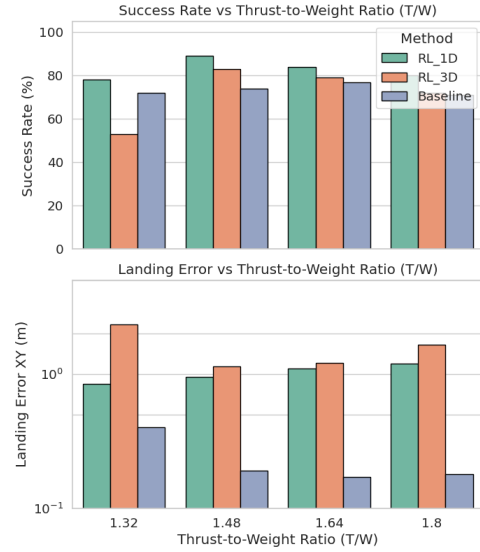 Success Rate vs Thrust-to-Weight Ratio (T/W)
Success Rate (%)
100
80
60
40
20
0
Method
RL_1D
RL_3D
Baseline
Landing Error vs Thrust-to-Weight Ratio (T/W)
Landing Error XY (m)
10⁰
10⁻¹
1.32 1.48 1.64 1.8
Thrust-to-Weight Ratio (T/W)